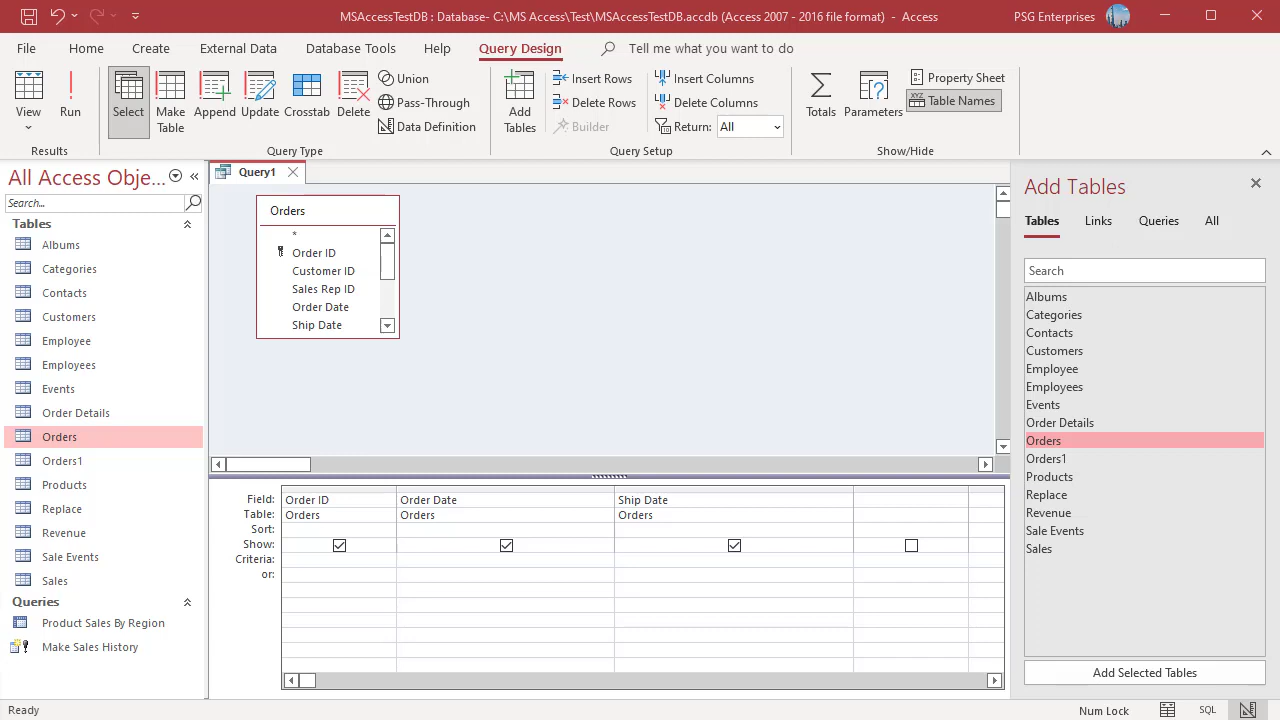 MSAccessTestDB : Database- C:\MS Access\Test\MSAccessTestDB.accdb (Access 2007 - 2016 file format) - Access
PSG Enterprises
File
Home
Create
External Data
Database Tools
Help
Query Design
Tell me what you want to do
View
Run
Select
Make
Table
Append
Update
Crosstab
Delete
Union
Pass-Through
Data Definition
Add
Tables
Insert Rows
Delete Rows
Builder
Insert Columns
Delete Columns
Return: All
Totals
Parameters
Property Sheet
XYZ Table Names
Results
Query Type
Query Setup
Show/Hide
All Access Obje...
Search...
Tables
Albums
Categories
Contacts
Customers
Employee
Employees
Events
Order Details
Orders
Orders1
Products
Replace
Revenue
Sale Events
Sales
Queries
Product Sales By Region
Make Sales History
Query1
Orders
*
Order ID
Customer ID
Sales Rep ID
Order Date
Ship Date
Field: Order ID Order Date Ship Date
Table: Orders Orders Orders
Sort:
Show:
Criteria:
or:
Add Tables
Tables
Links
Queries
All
Search
Albums
Categories
Contacts
Customers
Employee
Employees
Events
Order Details
Orders
Orders1
Products
Replace
Revenue
Sale Events
Sales
Add Selected Tables
Ready
Num Lock
SQL